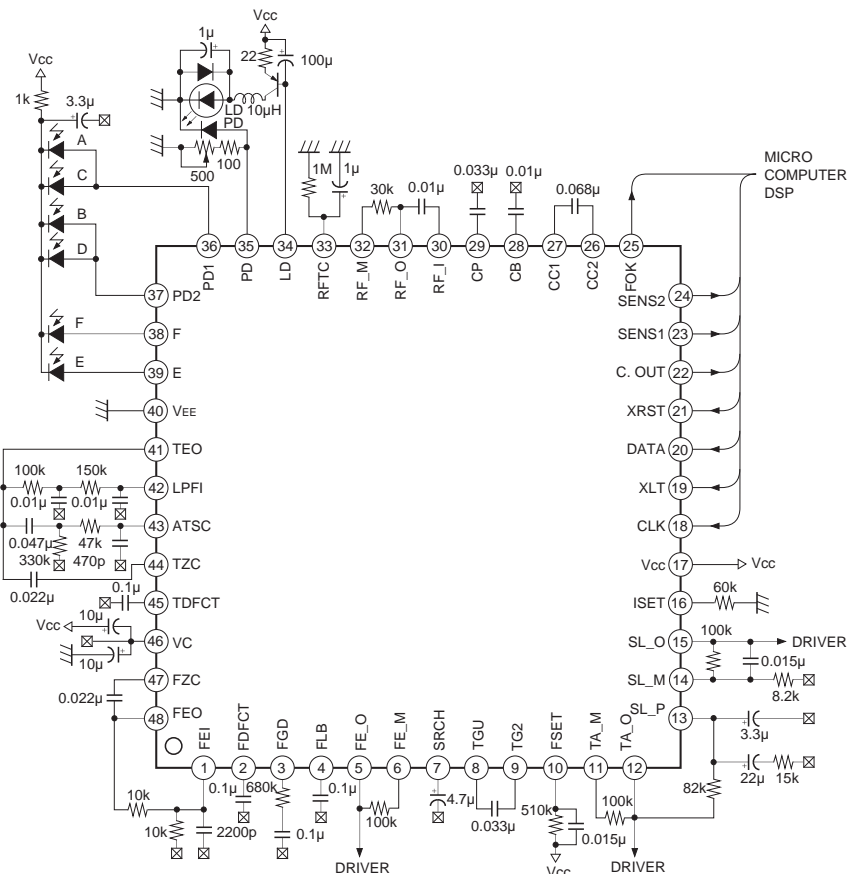 Vcc
1µ
22
100µ
Vcc
1k
3.3µ
LD
10µH
PD
A
C
B
D
F
E
500
100
1M
1µ
30k
0.01µ
0.033µ
0.01µ
0.068µ
MICRO
COMPUTER
DSP
36
35
34
33
32
31
30
29
28
27
26
25
PD1
PD
LD
RFTC
RF_M
RF_O
RF_I
CP
CB
CC1
CC2
FOK
37 PD2
38 F
39 E
40 VEE
41 TEO
42 LPFI
43 ATSC
44 TZC
45 TDFCT
46 VC
47 FZC
48 FEO
SENS2 24
SENS1 23
C. OUT 22
XRST 21
DATA 20
XLT 19
CLK 18
Vcc 17
Vcc
ISET 16
60k
SL_O 15
DRIVER
SL_M 14
SL_P
13
100k
0.015µ
8.2k
3.3µ
22µ
15k
82k
100k
150k
0.01µ
0.01µ
0.047µ
47k
330k
470p
0.022µ
0.1µ
Vcc
10µ
10µ
0.022µ
FEI
FDFCT
FGD
FLB
FE_O
FE_M
SRCH
TGU
TG2
FSET
TA_M
TA_O
1
2
3
4
5
6
7
8
9
10
11
12
10k
10k
2200p
0.1µ
680k
0.1µ
0.1µ
100k
DRIVER
4.7µ
0.033µ
510k
0.015µ
Vcc
100k
DRIVER